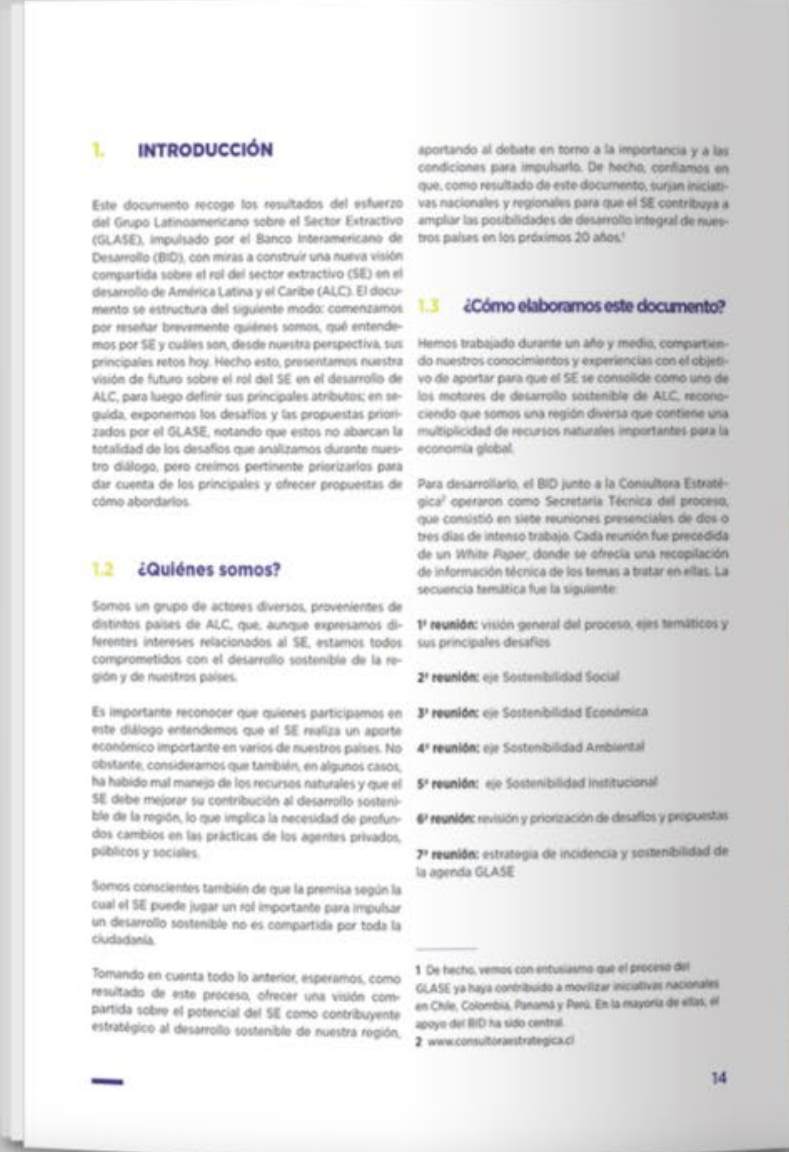 1. INTRODUCCIÓN
Este documento recoge los resultados del esfuerzo
del Grupo Latinoamericano sobre el Sector Extractivo
(GLASE), impulsado por el Banco Interamericano de
Desarrollo (BID), con miras a construir una nueva visión
compartida sobre el rol del sector extractivo (SE) en el
desarrollo de América Latina y el Caribe (ALC). El docu-
mento se estructura del siguiente modo: comenzamos
por reseñar brevemente quiénes somos, qué entende-
mos por SE y cuáles son, desde nuestra perspectiva, sus
principales retos hoy. Hecho esto, presentamos nuestra
visión de futuro sobre el rol del SE en el desarrollo de
ALC, para luego definir sus principales atributos; en se-
guida, exponemos los desafíos y las propuestas priori-
zados por el GLASE, notando que estos no abarcan la
totalidad de los desafíos que analizamos durante nues-
tro diálogo, pero creímos pertinente priorizarlos para
dar cuenta de los principales y ofrecer propuestas de
cómo abordarlos.
1.2 ¿Quiénes somos?
Somos un grupo de actores diversos, provenientes de
distintos países de ALC, que, aunque expresamos di-
ferentes intereses relacionados al SE, estamos todos
comprometidos con el desarrollo sostenible de la re-
gión y de nuestros países.
Es importante reconocer que quienes participamos en
este diálogo entendemos que el SE realiza un aporte
económico importante en varios de nuestros países. No
obstante, consideramos que también, en algunos casos,
ha habido mal manejo de los recursos naturales y que el
SE debe mejorar su contribución al desarrollo sosteni-
ble de la región, lo que implica la necesidad de profun-
dos cambios en las prácticas de los agentes privados,
públicos y sociales.
Somos conscientes también de que la premisa según la
cual el SE puede jugar un rol importante para impulsar
un desarrollo sostenible no es compartida por toda la
ciudadanía.
Tomando en cuenta todo lo anterior, esperamos, como
resultado de este proceso, ofrecer una visión com-
partida sobre el potencial del SE como contribuyente
estratégico al desarrollo sostenible de nuestra región,
aportando al debate en torno a la importancia y a las
condiciones para impulsarlo. De hecho, confiamos en
que, como resultado de este documento, surjan iniciati-
vas nacionales y regionales para que el SE contribuya a
ampliar las posibilidades de desarrollo integral de nues-
tros países en los próximos 20 años.¹
1.3 ¿Cómo elaboramos este documento?
Hemos trabajado durante un año y medio, compartien-
do nuestros conocimientos y experiencias con el objeti-
vo de aportar para que el SE se consolide como uno de
los motores de desarrollo sostenible de ALC, recono-
ciendo que somos una región diversa que contiene una
multiplicidad de recursos naturales importantes para la
economía global.
Para desarrollarlo, el BID junto a la Consultora Estraté-
gica² operaron como Secretaría Técnica del proceso,
que consistió en siete reuniones presenciales de dos o
tres días de intenso trabajo. Cada reunión fue precedida
de un White Paper, donde se ofrecía una recopilación
de información técnica de los temas a tratar en ellas. La
secuencia temática fue la siguiente:
1ª reunión: visión general del proceso, ejes temáticos y
sus principales desafíos
2ª reunión: eje Sostenibilidad Social
3ª reunión: eje Sostenibilidad Económica
4ª reunión: eje Sostenibilidad Ambiental
5ª reunión: eje Sostenibilidad Institucional
6ª reunión: revisión y priorización de desafíos y propuestas
7ª reunión: estrategia de incidencia y sostenibilidad de
la agenda GLASE
1 De hecho, vemos con entusiasmo que el proceso del
GLASE ya haya contribuido a movilizar iniciativas nacionales
en Chile, Colombia, Panamá y Perú. En la mayoría de ellas, el
apoyo del BID ha sido central.
2 www.consultoraestrategica.cl
14